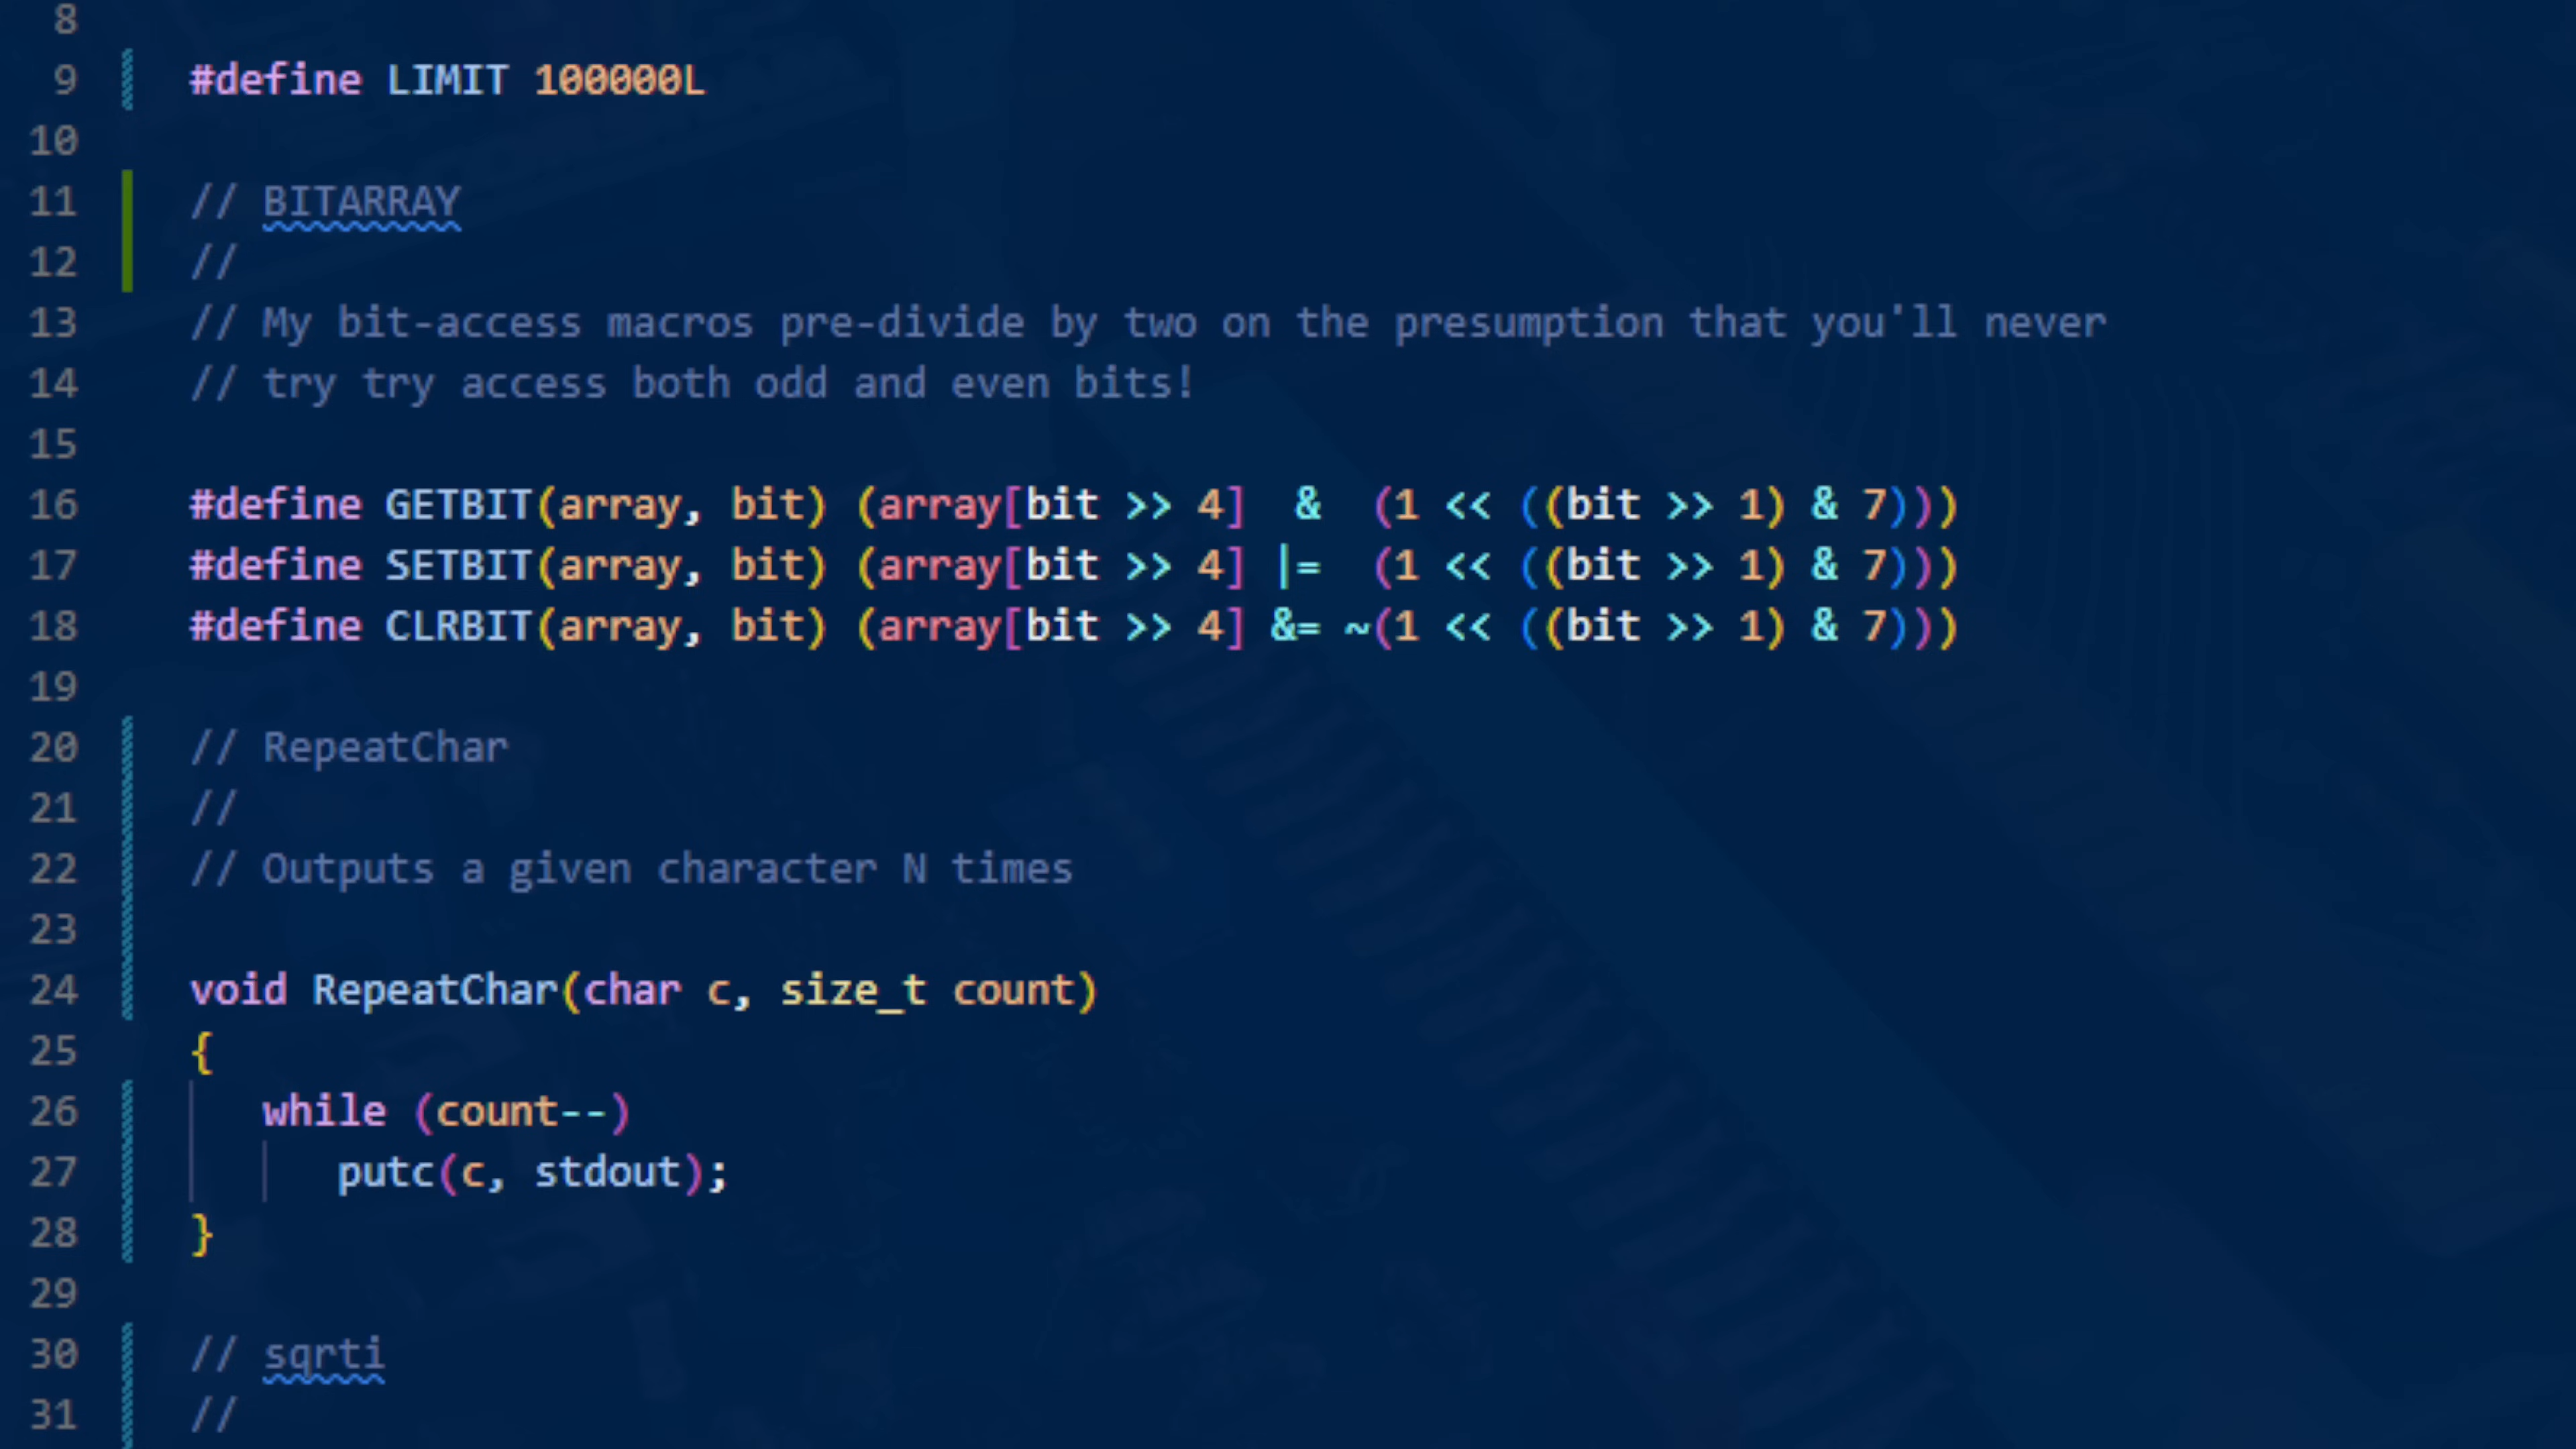 8
9 #define LIMIT 100000L
10
11 // BITARRAY
12 //
13 // My bit-access macros pre-divide by two on the presumption that you'll never
14 // try try access both odd and even bits!
15
16 #define GETBIT(array, bit) (array[bit >> 4]  &  (1 << ((bit >> 1) & 7)))
17 #define SETBIT(array, bit) (array[bit >> 4] |=  (1 << ((bit >> 1) & 7)))
18 #define CLRBIT(array, bit) (array[bit >> 4] &= ~(1 << ((bit >> 1) & 7)))
19
20 // RepeatChar
21 //
22 // Outputs a given character N times
23
24 void RepeatChar(char c, size_t count)
25 {
26    while (count--)
27       putc(c, stdout);
28 }
29
30 // sqrti
31 //